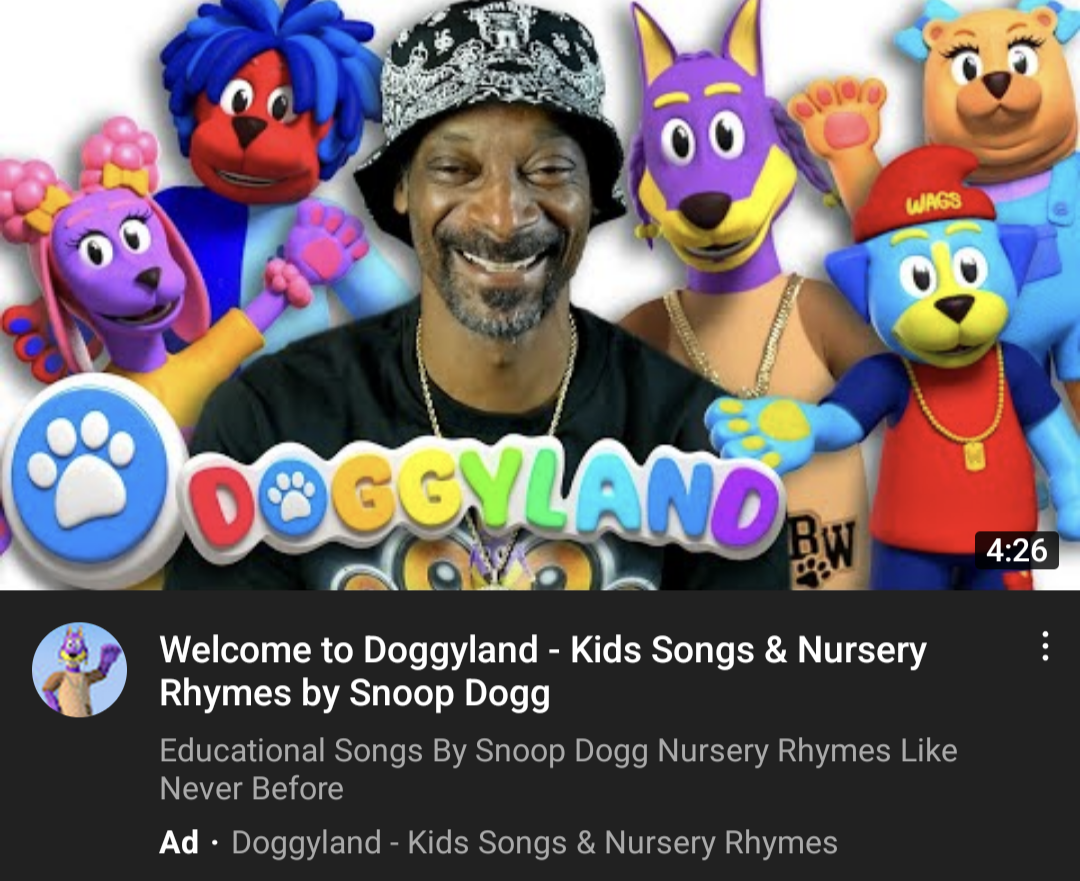 WAGS
DOGGYLAND
BW
4:26
Welcome to Doggyland - Kids Songs & Nursery
Rhymes by Snoop Dogg
Educational Songs By Snoop Dogg Nursery Rhymes Like
Never Before
Ad · Doggyland - Kids Songs & Nursery Rhymes